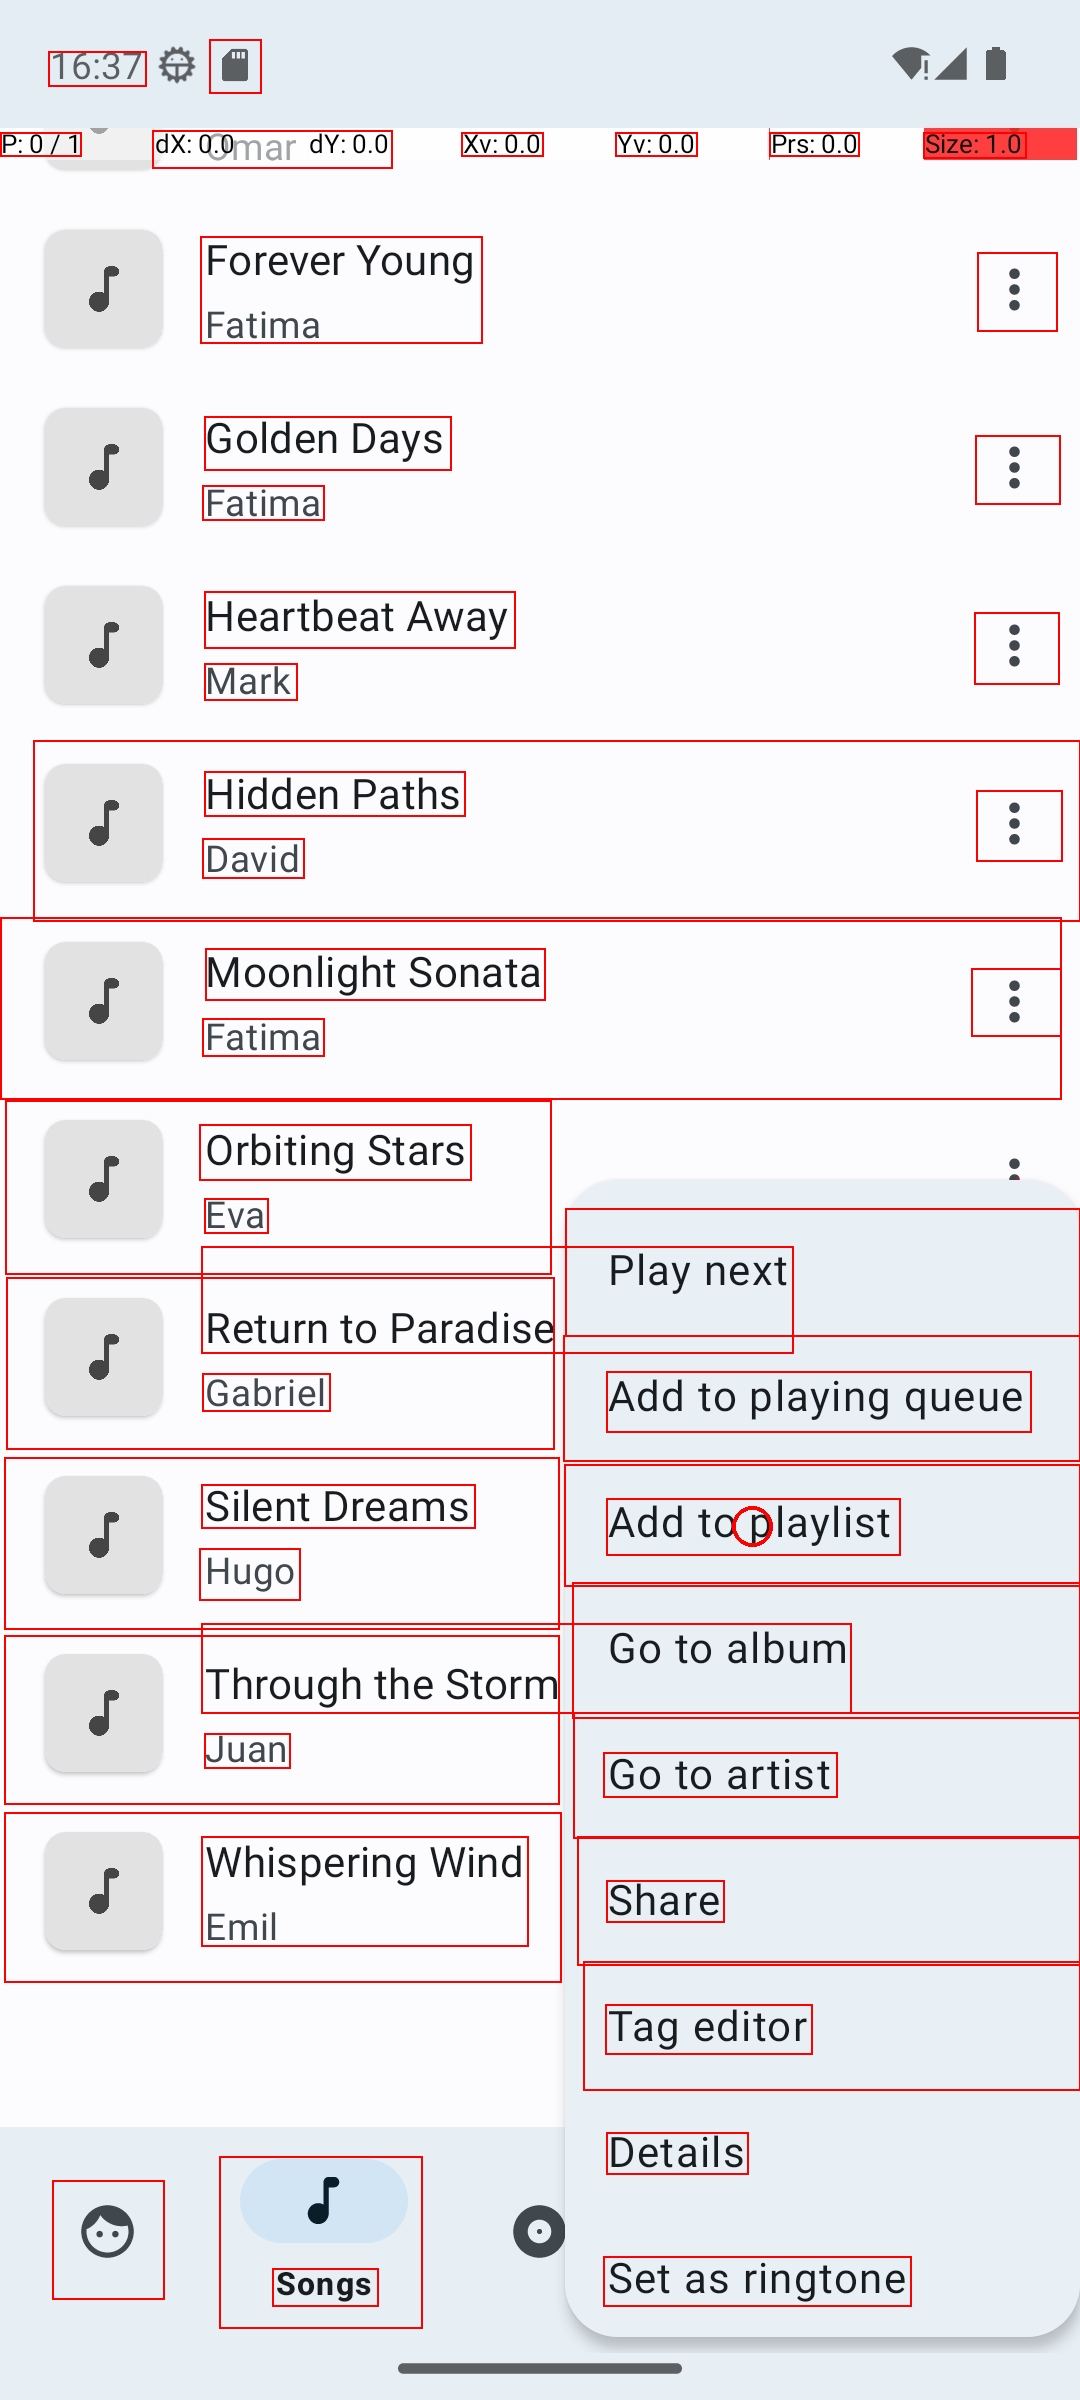 16:37
P: 0 / 1 dX: 0.0 dY: 0.0 Xv: 0.0 Yv: 0.0 Prs: 0.0 Size: 1.0
Omar
Forever Young
Fatima
Golden Days
Fatima
Heartbeat Away
Mark
Hidden Paths
David
Moonlight Sonata
Fatima
Orbiting Stars
Eva
Return to Paradise
Gabriel
Silent Dreams
Hugo
Through the Storm
Juan
Whispering Wind
Emil
Play next
Add to playing queue
Add to playlist
Go to album
Go to artist
Share
Tag editor
Details
Set as ringtone
Songs